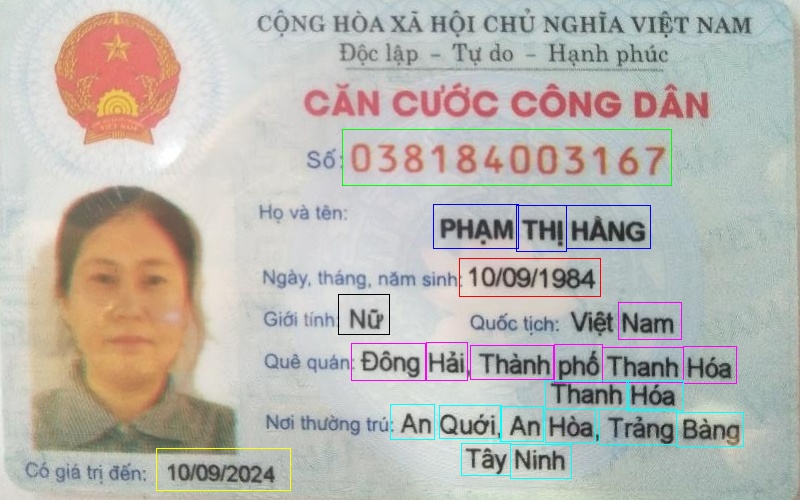 CỘNG HÒA XÃ HỘI CHỦ NGHĨA VIỆT NAM
Độc lập - Tự do - Hạnh phúc
CĂN CƯỚC CÔNG DÂN
Số: 038184003167
Họ và tên:
PHẠM THỊ HẰNG
Ngày, tháng, năm sinh: 10/09/1984
Giới tính: Nữ Quốc tịch: Việt Nam
Quê quán: Đông Hải, Thành phố Thanh Hóa
Thanh Hóa
Nơi thường trú: An Quới, An Hòa, Trảng Bàng
Tây Ninh
Có giá trị đến: 10/09/2024